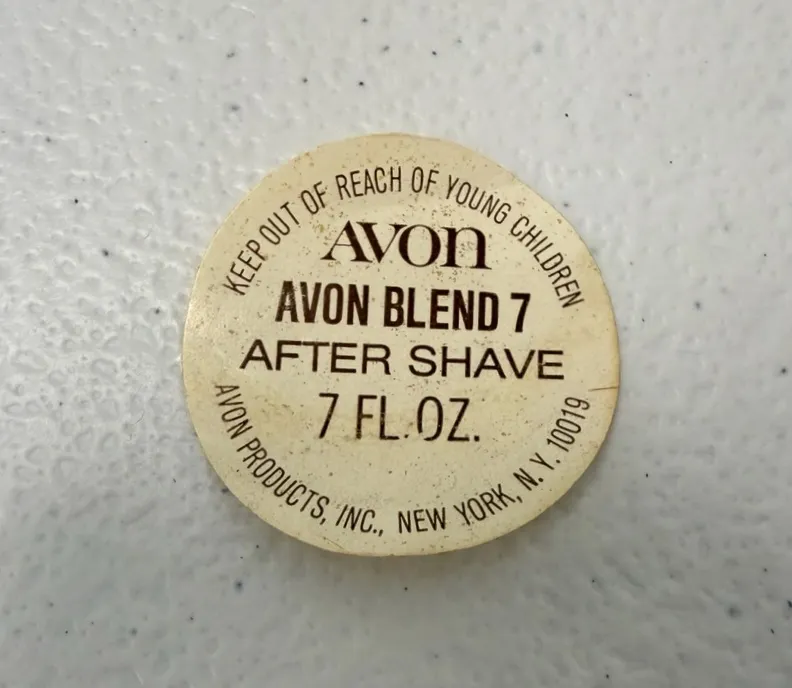 KEEP OUT OF REACH OF YOUNG CHILDREN
AVON
AVON BLEND 7
AFTER SHAVE
7 FL. OZ.
AVON PRODUCTS, INC., NEW YORK, N. Y. 10019